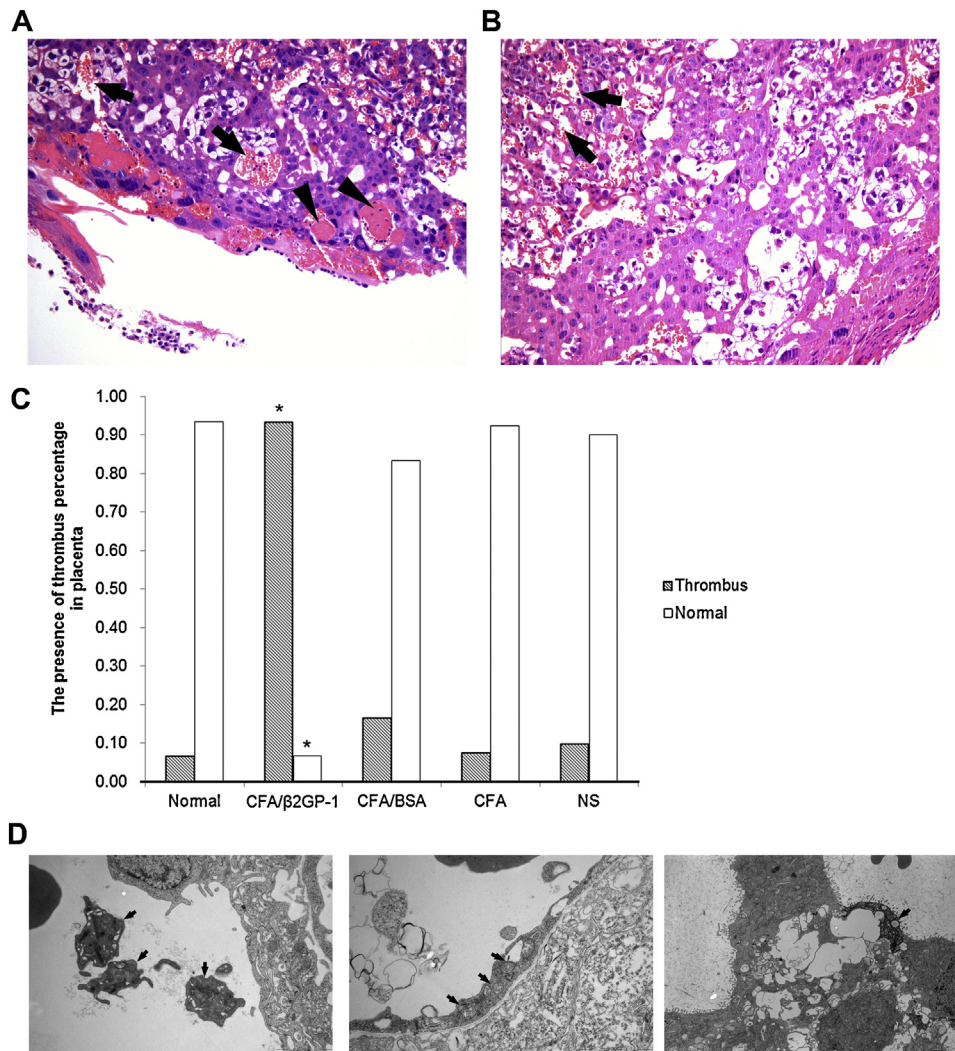 A
B
C
The presence of thrombus percentage
in placenta
1.00
0.90
0.80
0.70
0.60
0.50
0.40
0.30
0.20
0.10
0.00
*
*
Normal
CFA/β2GP-1
CFA/BSA
CFA
NS
Thrombus
Normal
D